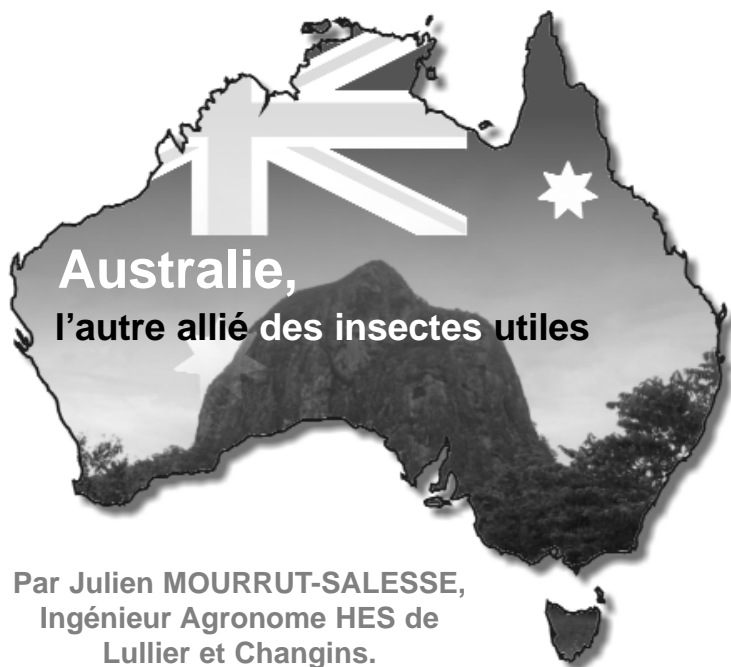 Australie,
l'autre allié des insectes utiles
Par Julien MOURRUT-SALESSE,
Ingénieur Agronome HES de
Lullier et Changins.